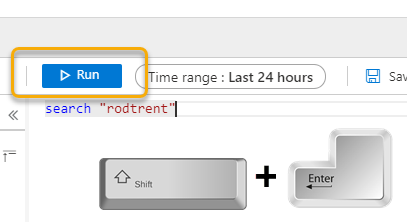 Run
Time range : Last 24 hours
Sav
search "rodtrent"
Shift
+
Enter